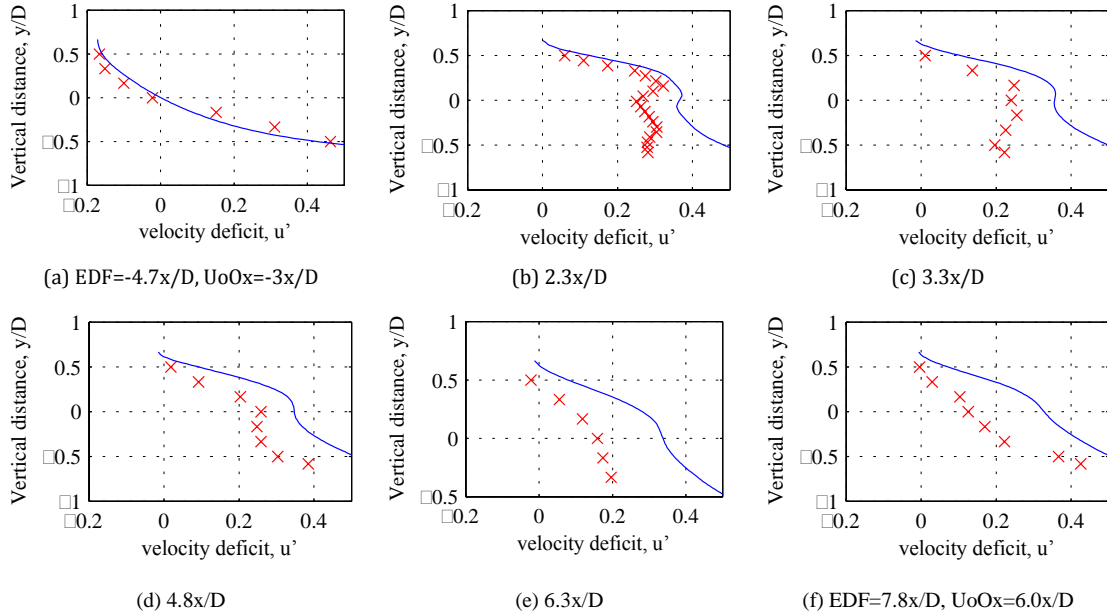 1 1 1
0.5 0.5 0.5
0 0 0
□0.5 □0.5 □0.5
□1 □1 □1
□0.2 0 0.2 0.4 □0.2 0 0.2 0.4 □0.2 0 0.2 0.4
Vertical distance, y/D Vertical distance, y/D Vertical distance, y/D
velocity deficit, u’ velocity deficit, u’ velocity deficit, u’
(a) EDF=-4.7x/D, UoOx=-3x/D (b) 2.3x/D (c) 3.3x/D
1 1 1
0.5 0.5 0.5
0 0 0
□0.5 □0.5 □0.5
□1 □0.5 □1
□0.2 0 0.2 0.4 □0.2 0 0.2 0.4 □0.2 0 0.2 0.4
Vertical distance, y/D Vertical distance, y/D Vertical distance, y/D
velocity deficit, u’ velocity deficit, u’ velocity deficit, u’
(d) 4.8x/D (e) 6.3x/D (f) EDF=7.8x/D, UoOx=6.0x/D